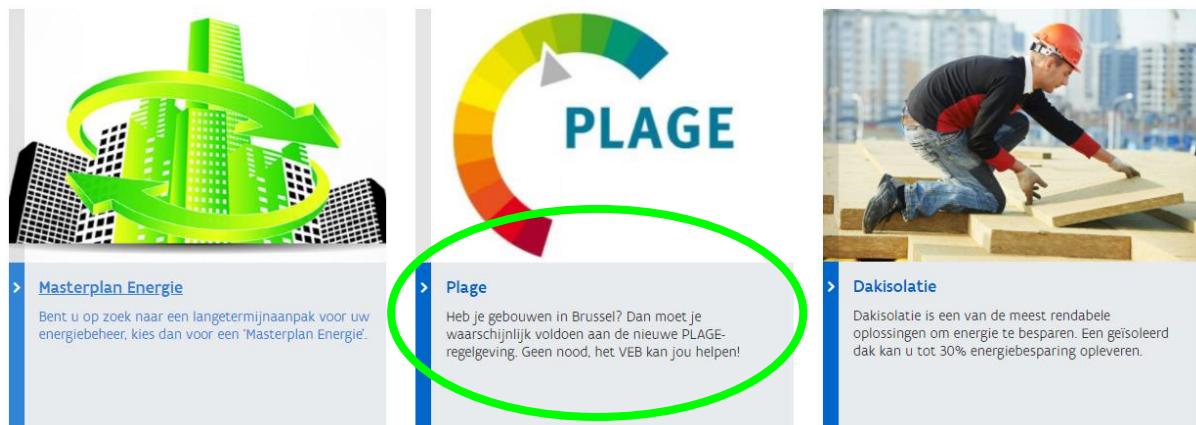 PLAGE
Masterplan Energie
Bent u op zoek naar een langetermijnaanpak voor uw
energiebeheer, kies dan voor een ‘Masterplan Energie’.
Plage
Heb je gebouwen in Brussel? Dan moet je
waarschijnlijk voldoen aan de nieuwe PLAGE-
regelgeving. Geen nood, het VEB kan jou helpen!
Dakisolatie
Dakisolatie is een van de meest rendabele
oplossingen om energie te besparen. Een geïsoleerd
dak kan u tot 30% energiebesparing opleveren.